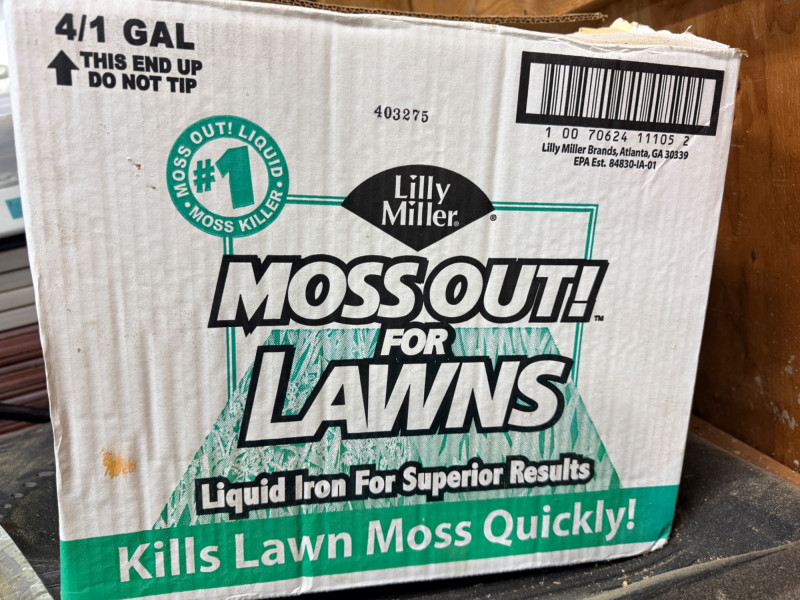 4/1 GAL
THIS END UP
DO NOT TIP
403275
1 00 70624 11105 2
Lilly Miller Brands, Atlanta, GA 30339
EPA Est. 84830-IA-01
MOSS OUT! LIQUID
#1
• MOSS KILLER •
Lilly
Miller®
MOSS OUT!™
FOR
LAWNS
Liquid Iron For Superior Results
Kills Lawn Moss Quickly!